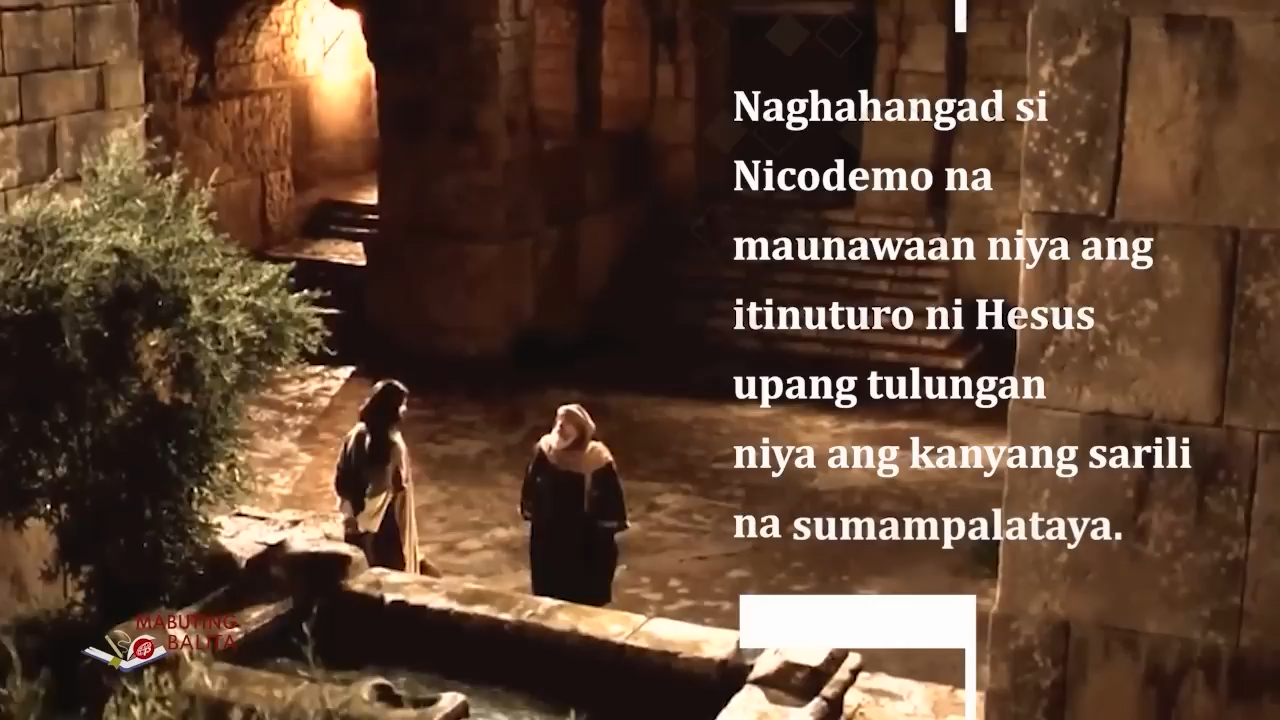 Naghahangad si
Nicodemo na
maunawaan niya ang
itinuturo ni Hesus
upang tulungan
niya ang kanyang sarili
na sumampalataya.
MABUTING
BALITA